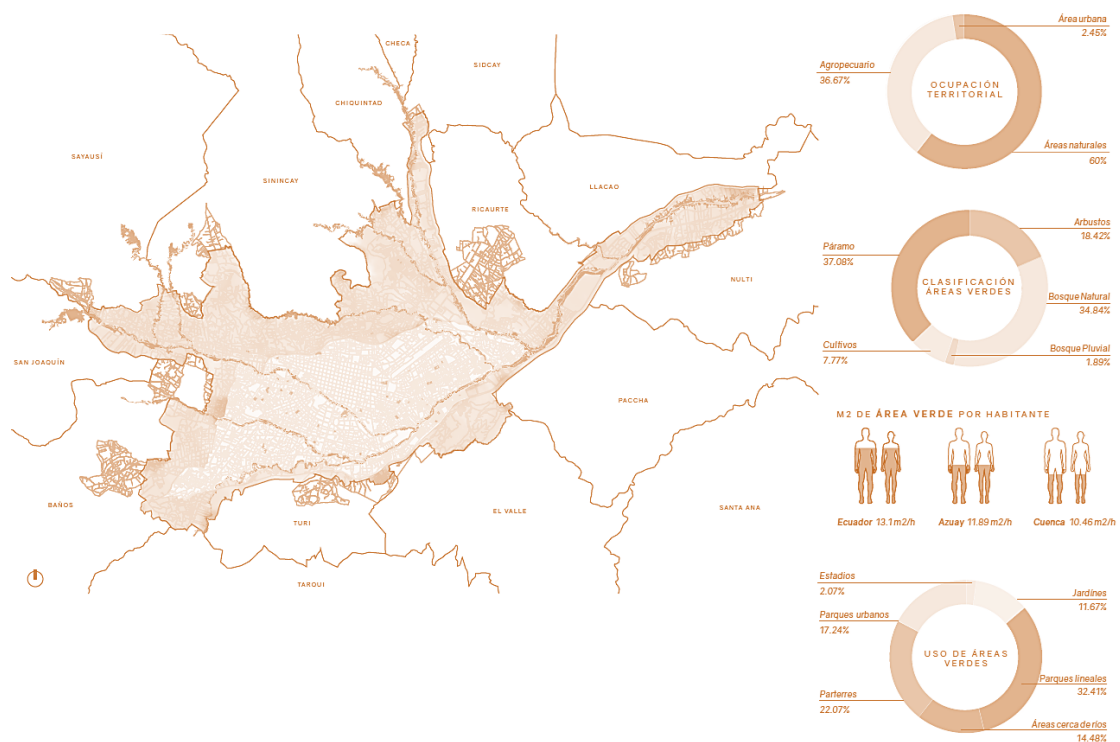 CHECA
SIDCAY
CHIQUINTAD
SAYAUSÍ
SININCAY
LLACAO
RICAURTE
NULTI
SAN JOAQUÍN
PACCHA
BAÑOS
TURI
EL VALLE
SANTA ANA
TARQUI
Área urbana
2.45%
Agropecuario
36.67%
OCUPACIÓN
TERRITORIAL
Áreas naturales
60%
Arbustos
18.42%
Páramo
37.08%
CLASIFICACIÓN
ÁREAS VERDES
Bosque Natural
34.84%
Cultivos
7.77%
Bosque Pluvial
1.89%
M2 DE ÁREA VERDE POR HABITANTE
Ecuador 13.1 m2/h
Azuay 11.89 m2/h
Cuenca 10.46 m2/h
Estadios
2.07%
Jardínes
11.67%
Parques urbanos
17.24%
USO DE ÁREAS
VERDES
Parques lineales
32.41%
Parterres
22.07%
Áreas cerca de ríos
14.48%